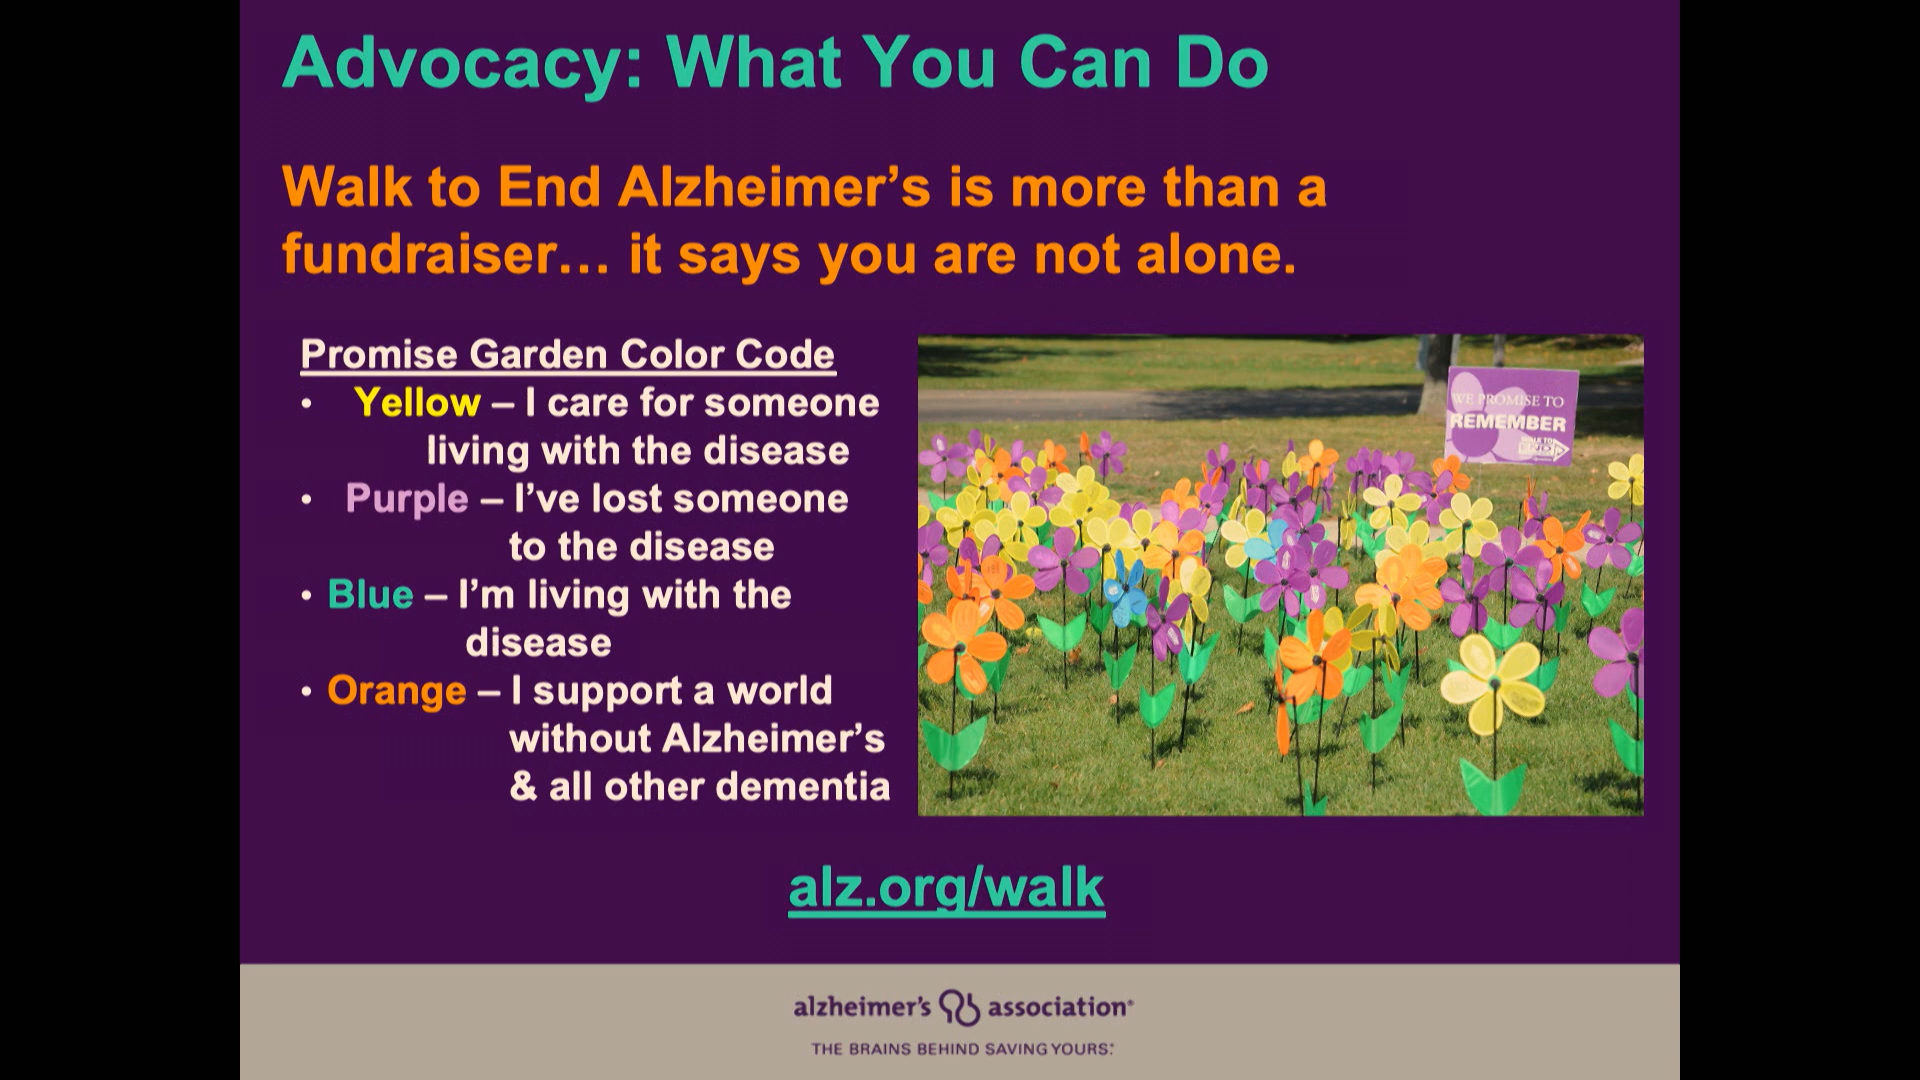 Advocacy: What You Can Do
Walk to End Alzheimer’s is more than a
fundraiser… it says you are not alone.
Promise Garden Color Code
• Yellow – I care for someone
living with the disease
• Purple – I’ve lost someone
to the disease
• Blue – I’m living with the
disease
• Orange – I support a world
without Alzheimer’s
& all other dementia
WE PROMISE TO
REMEMBER
WALK TO
END
alz.org/walk
alzheimer’s association®
THE BRAINS BEHIND SAVING YOURS.